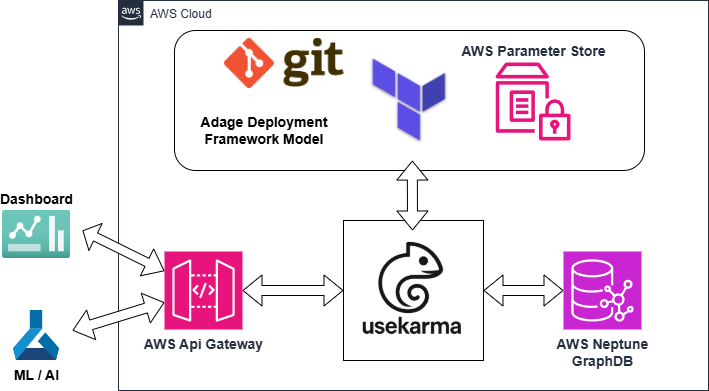 aws
AWS Cloud
git
AWS Parameter Store
Adage Deployment
Framework Model
Dashboard
</>
usekarma
AWS Api Gateway
AWS Neptune
GraphDB
ML / AI